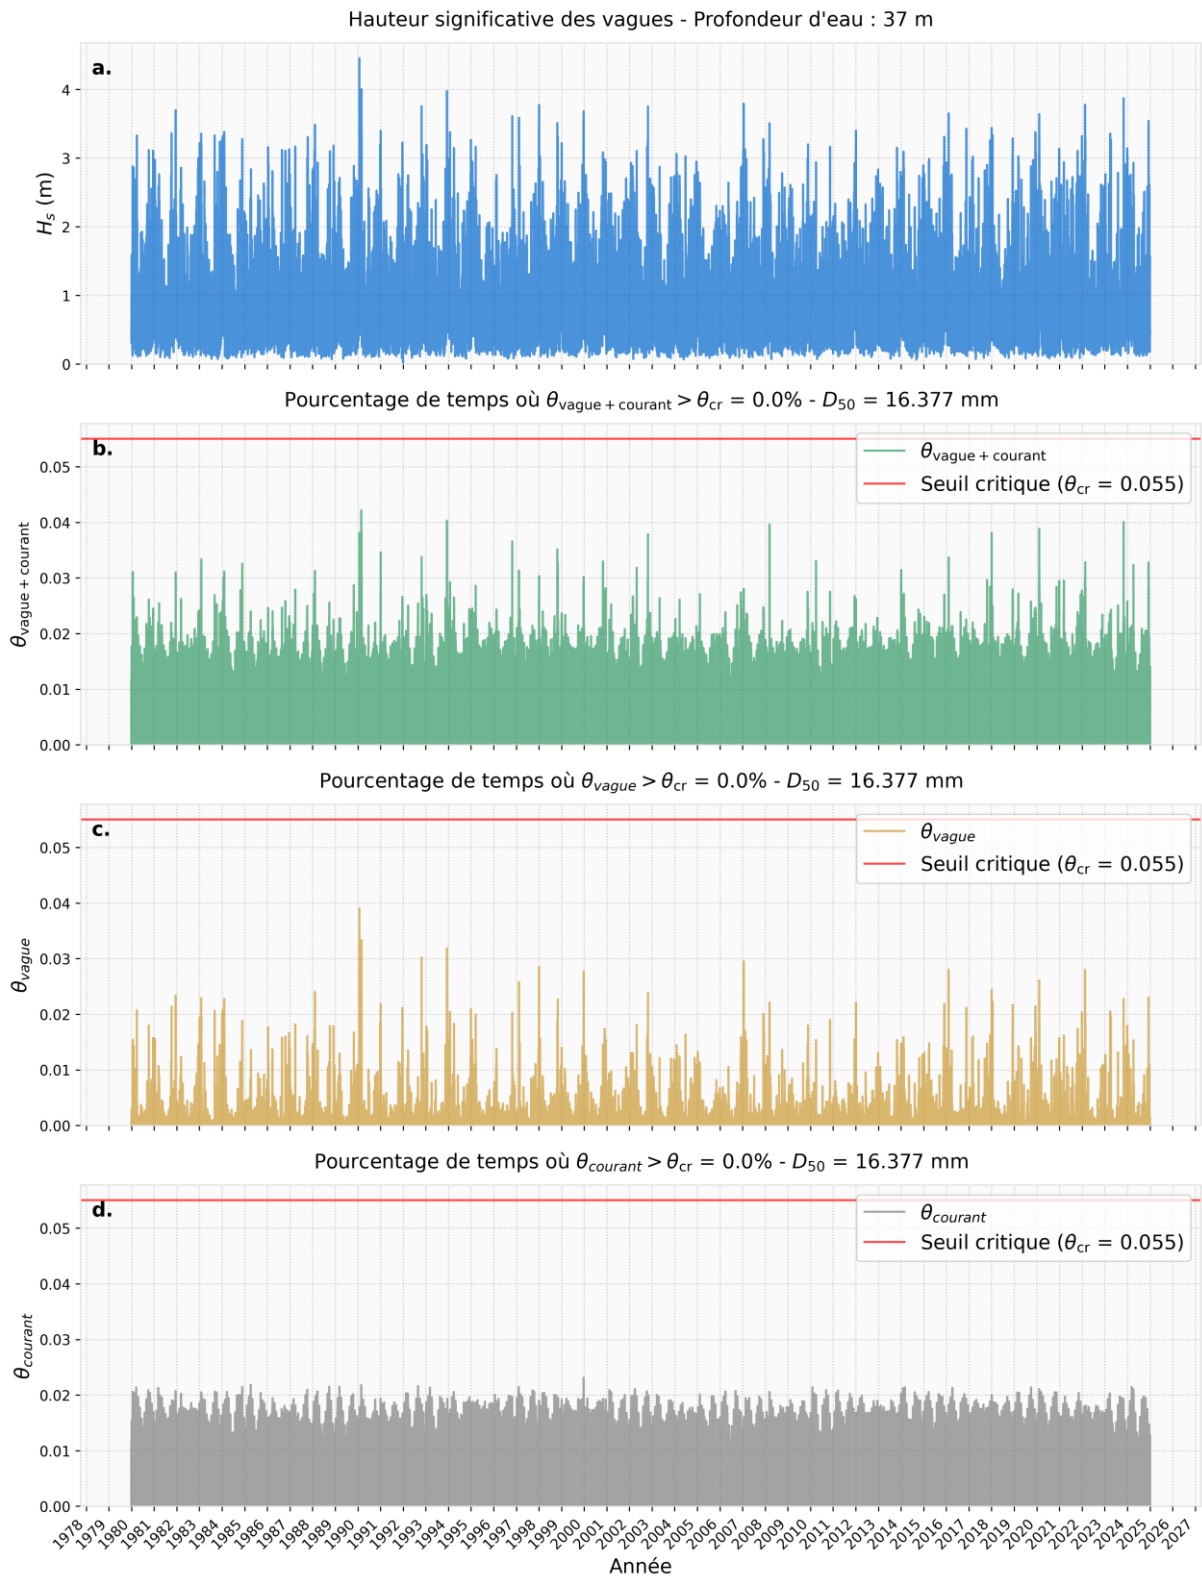 Hauteur significative des vagues - Profondeur d'eau : 37 m
a.
4
3
2
1
0
H_s (m)
Pourcentage de temps où θ_vague + courant > θ_cr = 0.0% - D_50 = 16.377 mm
b.
θ_vague + courant
Seuil critique (θ_cr = 0.055)
0.05
0.04
0.03
0.02
0.01
0.00
θ_vague + courant
Pourcentage de temps où θ_vague > θ_cr = 0.0% - D_50 = 16.377 mm
c.
θ_vague
Seuil critique (θ_cr = 0.055)
0.05
0.04
0.03
0.02
0.01
0.00
θ_vague
Pourcentage de temps où θ_courant > θ_cr = 0.0% - D_50 = 16.377 mm
d.
θ_courant
Seuil critique (θ_cr = 0.055)
0.05
0.04
0.03
0.02
0.01
0.00
θ_courant
1978 1979 1980 1981 1982 1983 1984 1985 1986 1987 1988 1989 1990 1991 1992 1993 1994 1995 1996 1997 1998 1999 2000 2001 2002 2003 2004 2005 2006 2007 2008 2009 2010 2011 2012 2013 2014 2015 2016 2017 2018 2019 2020 2021 2022 2023 2024 2025 2026 2027
Année